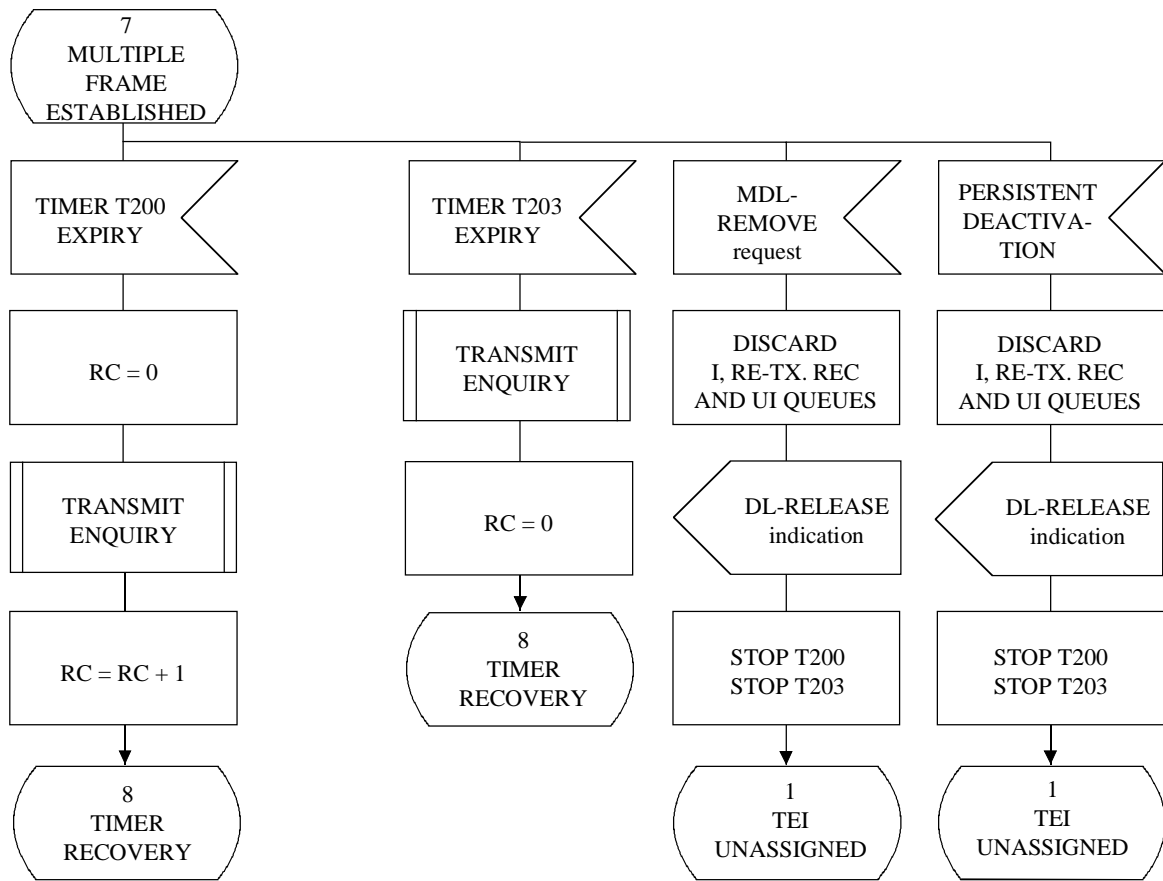 7
MULTIPLE
FRAME
ESTABLISHED
TIMER T200
EXPIRY
RC = 0
TRANSMIT
ENQUIRY
RC = RC + 1
8
TIMER
RECOVERY
TIMER T203
EXPIRY
TRANSMIT
ENQUIRY
RC = 0
8
TIMER
RECOVERY
MDL-
REMOVE
request
DISCARD
I, RE-TX. REC
AND UI QUEUES
DL-RELEASE
indication
STOP T200
STOP T203
1
TEI
UNASSIGNED
PERSISTENT
DEACTIVA-
TION
DISCARD
I, RE-TX. REC
AND UI QUEUES
DL-RELEASE
indication
STOP T200
STOP T203
1
TEI
UNASSIGNED